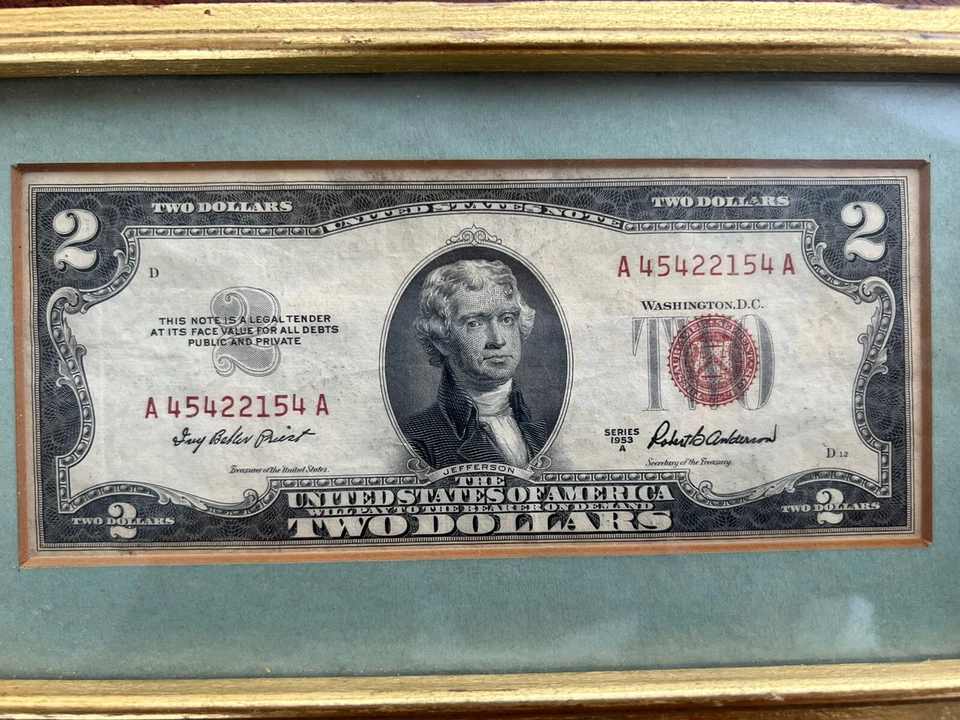 2 TWO DOLLARS UNITED STATES NOTE TWO DOLLARS 2
D
A 45422154 A
WASHINGTON, D.C.
2
THIS NOTE IS A LEGAL TENDER
AT ITS FACE VALUE FOR ALL DEBTS
PUBLIC AND PRIVATE
TWO
A 45422154 A
Ivy Baker Priest
Treasurer of the United States.
SERIES
1953
A
Robert B Anderson
Secretary of the Treasury.
D 12
JEFFERSON
THE
UNITED STATES OF AMERICA
WILL PAY TO THE BEARER ON DEMAND
TWO DOLLARS
TWO DOLLARS
2
TWO DOLLARS
2